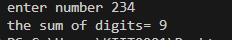 enter number 234
the sum of digits= 9